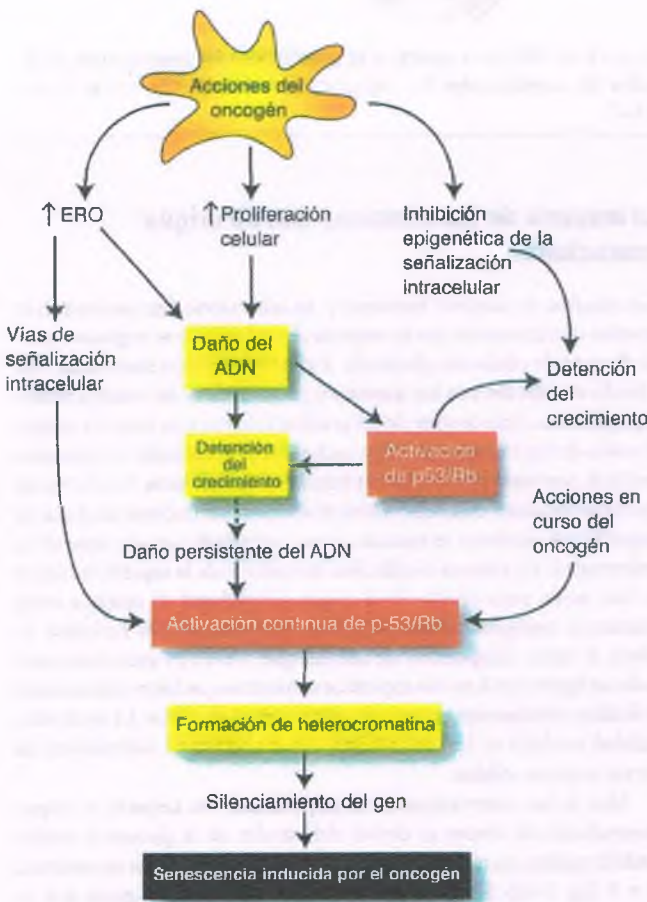 Acciones del
oncogén
↑ ERO
↑ Proliferación
celular
Inhibición
epigenética de la
señalización
intracelular
Vías de
señalización
intracelular
Daño del
ADN
Detención
del
crecimiento
Detención
del
crecimiento
Activación
de p53/Rb
Acciones en
curso del
oncogén
Daño persistente del ADN
Activación continua de p-53/Rb
Formación de heterocromatina
Silenciamiento del gen
Senescencia inducida por el oncogén